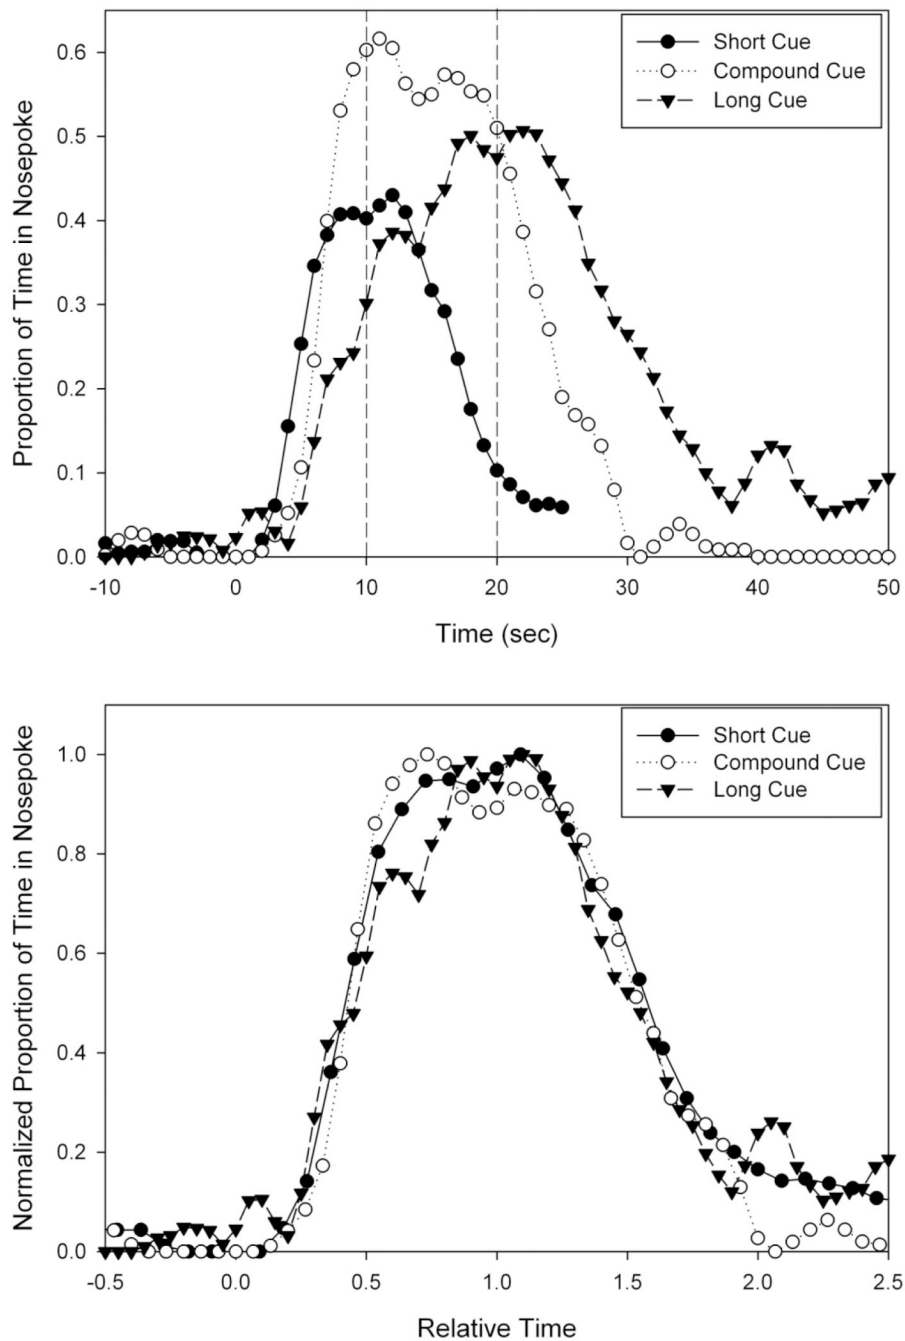 Short Cue
Compound Cue
Long Cue
0.6
0.5
0.4
0.3
0.2
0.1
0.0
Proportion of Time in Nosepoke
-10 0 10 20 30 40 50
Time (sec)
Short Cue
Compound Cue
Long Cue
1.0
0.8
0.6
0.4
0.2
0.0
Normalized Proportion of Time in Nosepoke
-0.5 0.0 0.5 1.0 1.5 2.0 2.5
Relative Time